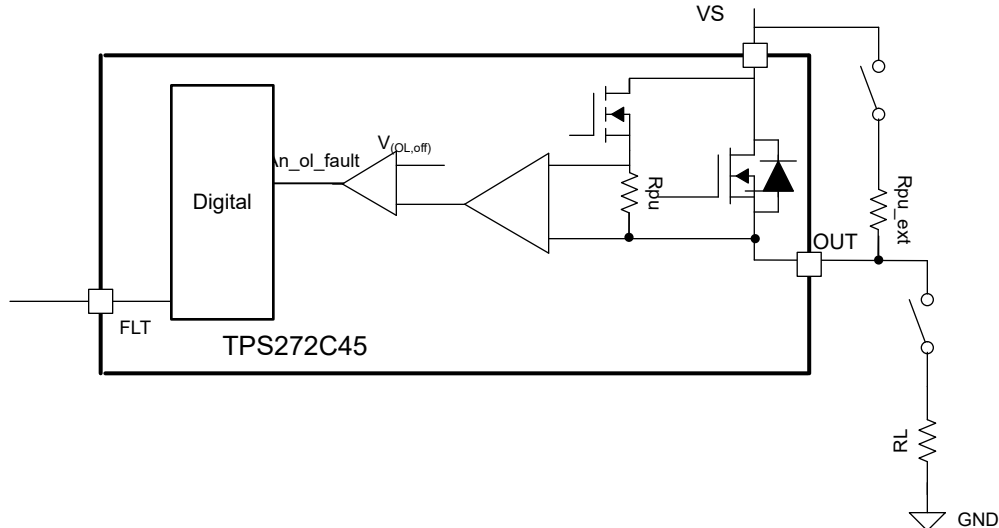 VS
V(OL,off)
An_ol_fault
Digital
Rpu
Rpu_ext
OUT
FLT
TPS272C45
RL
GND